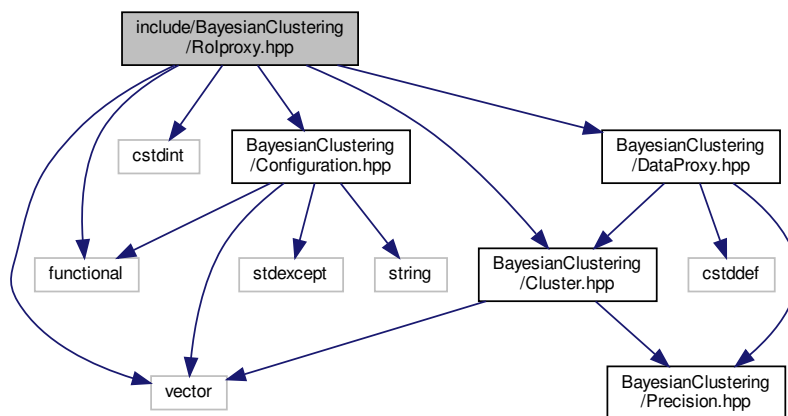 include/BayesianClustering
/RoIproxy.hpp
cstdint
BayesianClustering
/Configuration.hpp
BayesianClustering
/DataProxy.hpp
functional
stdexcept
string
BayesianClustering
/Cluster.hpp
cstddef
vector
BayesianClustering
/Precision.hpp